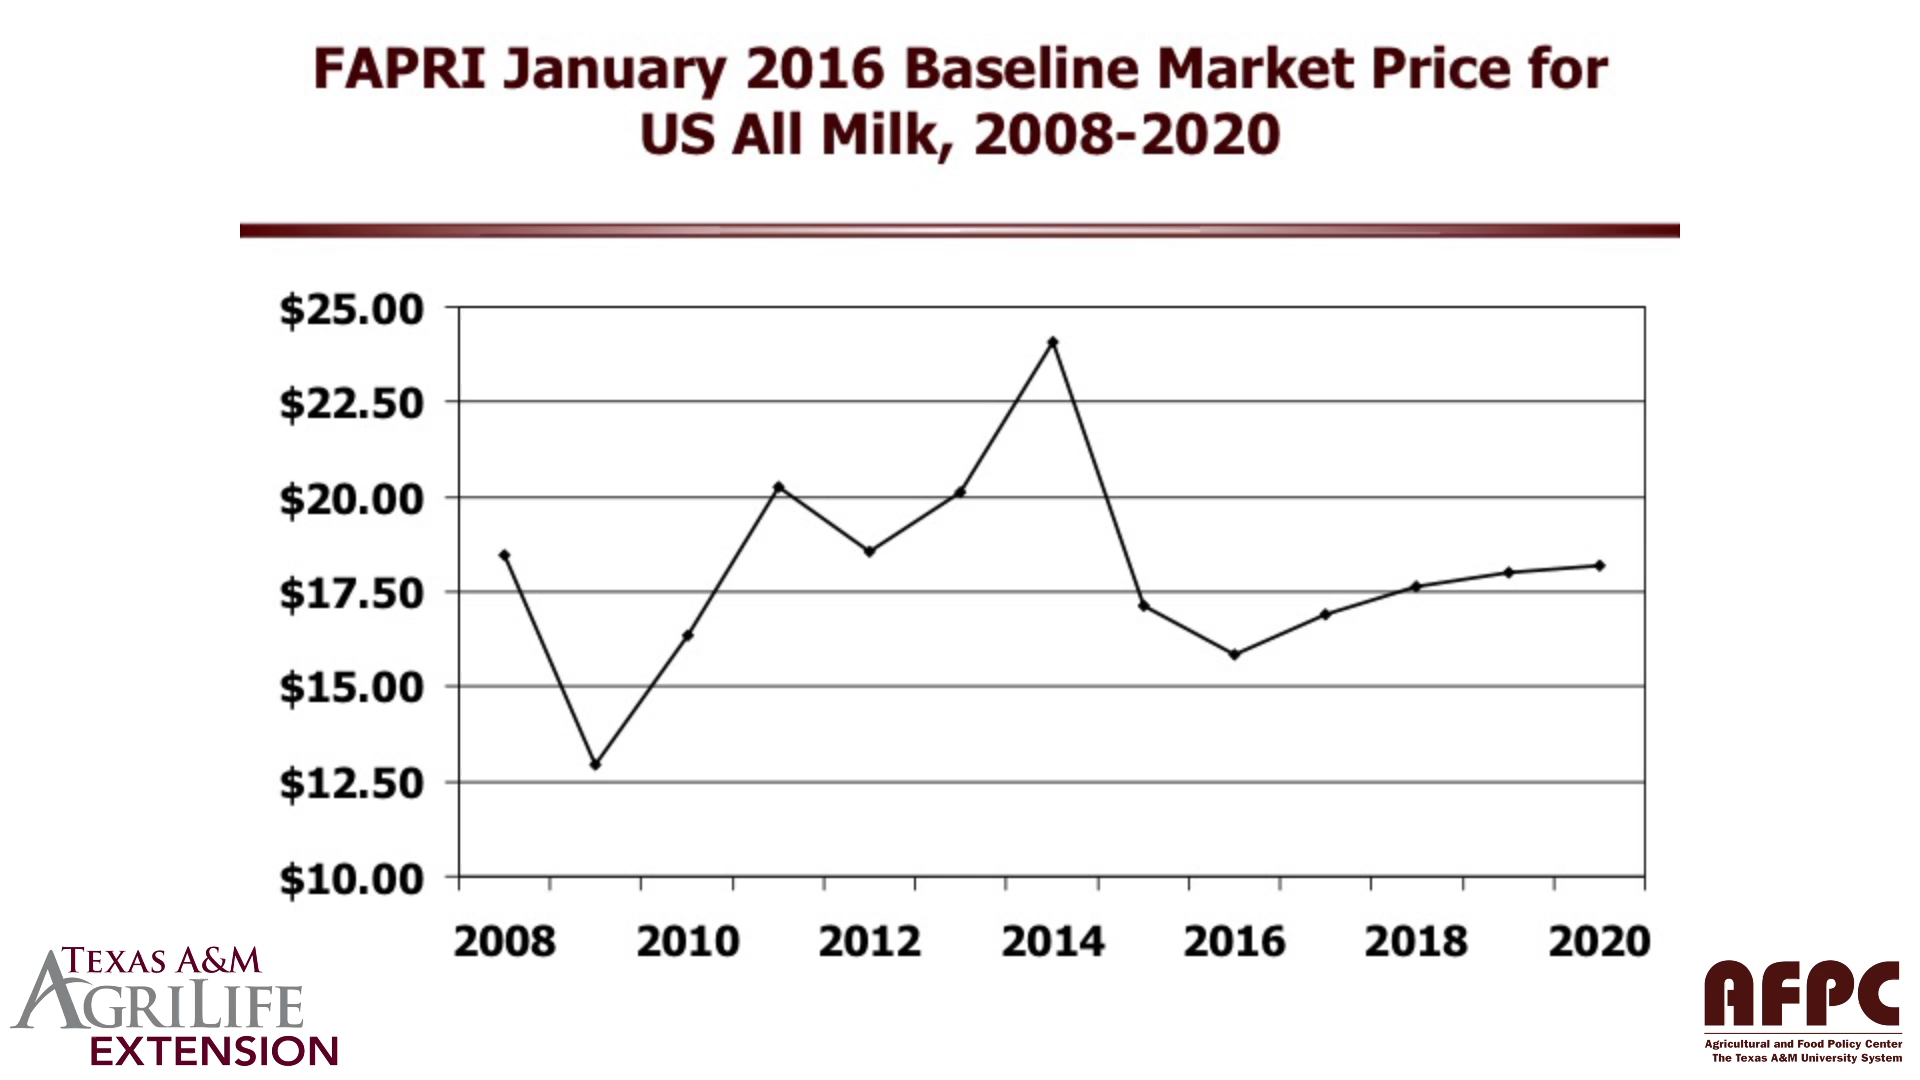 FAPRI January 2016 Baseline Market Price for
US All Milk, 2008-2020
$25.00
$22.50
$20.00
$17.50
$15.00
$12.50
$10.00
2008 2010 2012 2014 2016 2018 2020
TEXAS A&M
AGRILIFE
EXTENSION
AFPC
Agricultural and Food Policy Center
The Texas A&M University System